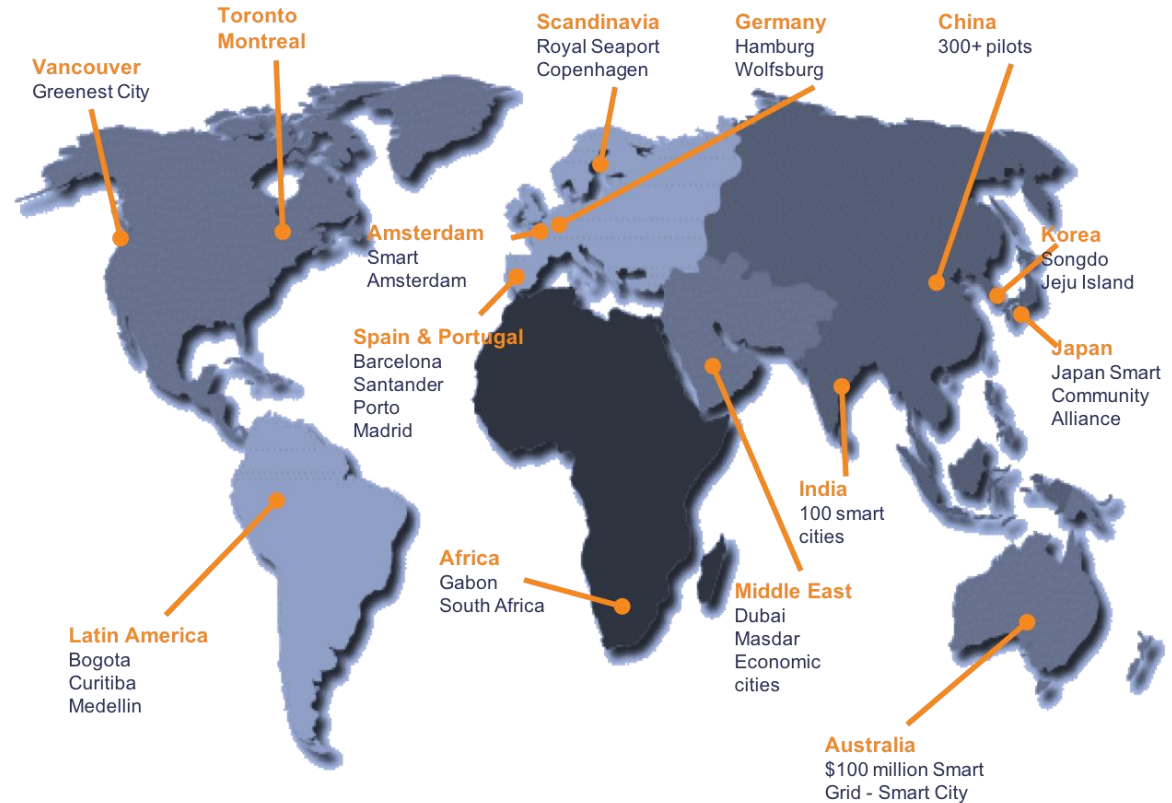 Toronto
Montreal
Vancouver
Greenest City
Scandinavia
Royal Seaport
Copenhagen
Germany
Hamburg
Wolfsburg
China
300+ pilots
Amsterdam
Smart
Amsterdam
Korea
Songdo
Jeju Island
Spain & Portugal
Barcelona
Santander
Porto
Madrid
Japan
Japan Smart
Community
Alliance
India
100 smart
cities
Africa
Gabon
South Africa
Middle East
Dubai
Masdar
Economic
cities
Latin America
Bogota
Curitiba
Medellin
Australia
$100 million Smart
Grid - Smart City